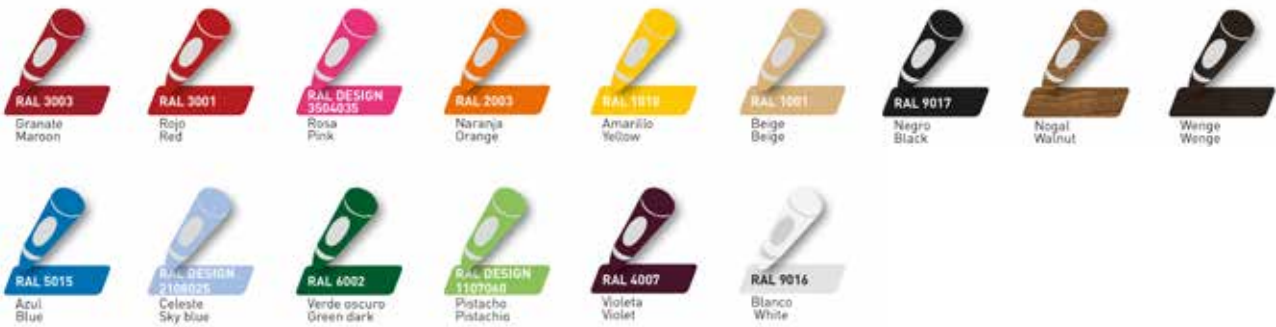 RAL 3003
Granate
Maroon
RAL 3001
Rojo
Red
RAL DESIGN
3504035
Rosa
Pink
RAL 2003
Naranja
Orange
RAL 1018
Amarillo
Yellow
RAL 1001
Beige
Beige
RAL 9017
Negro
Black
Nogal
Walnut
Wenge
Wenge
RAL 5015
Azul
Blue
RAL DESIGN
2108025
Celeste
Sky blue
RAL 6002
Verde oscuro
Green dark
RAL DESIGN
1107060
Pistacho
Pistachio
RAL 4007
Violeta
Violet
RAL 9016
Blanco
White